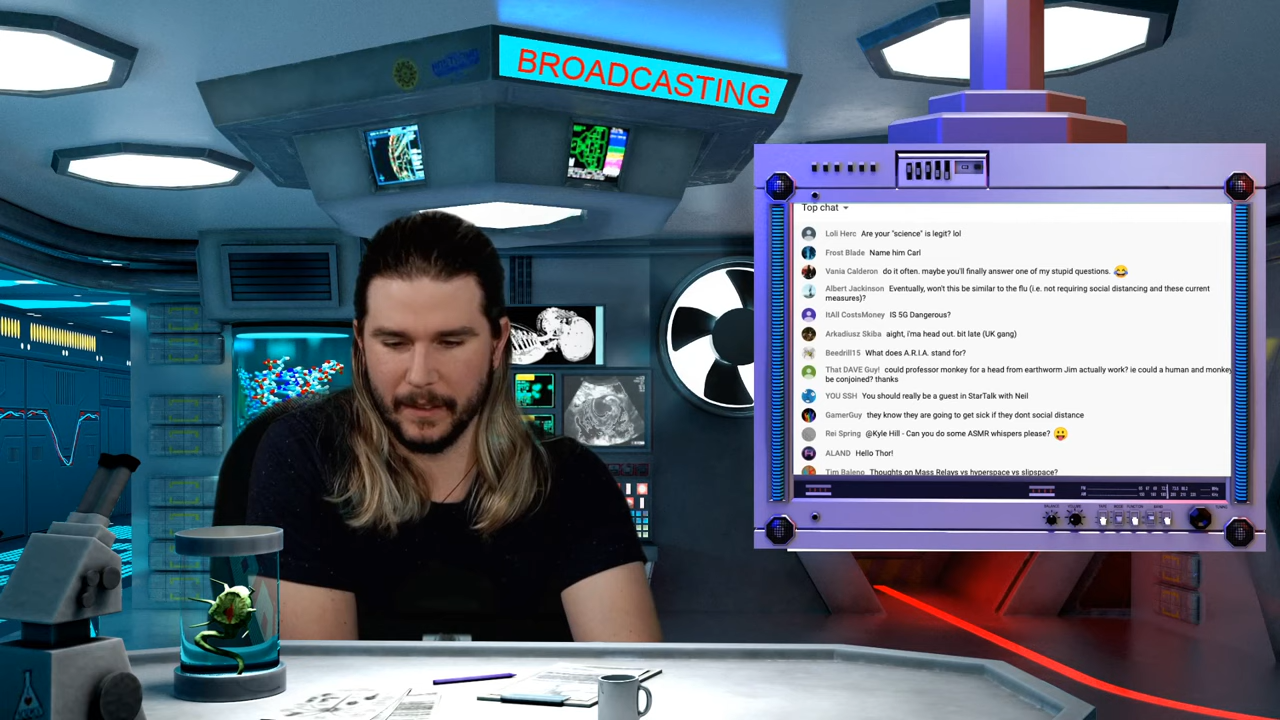 BROADCASTING
Top chat
Loli Herc Are your "science" is legit? lol
Frost Blade Name him Carl
Vania Calderon do it often. maybe you'll finally answer one of my stupid questions. 😂
Albert Jackinson Eventually, won't this be similar to the flu (i.e. not requiring social distancing and these current
measures)?
ItAll CostsMoney IS 5G Dangerous?
Arkadiusz Skiba aight, i'ma head out. bit late (UK gang)
Beedrill15 What does A.R.I.A. stand for?
That DAVE Guy! could professor monkey for a head from earthworm Jim actually work? ie could a human and monkey
be conjoined? thanks
YOU SSH You should really be a guest in StarTalk with Neil
GamerGuy they know they are going to get sick if they dont social distance
Rei Spring @Kyle Hill - Can you do some ASMR whispers please? 😛
ALAND Hello Thor!
Tim Baleno Thoughts on Mass Relays vs hyperspace vs slipspace?
BALANCE VOLUME TAPE MODE FUNCTION BAND TUNING